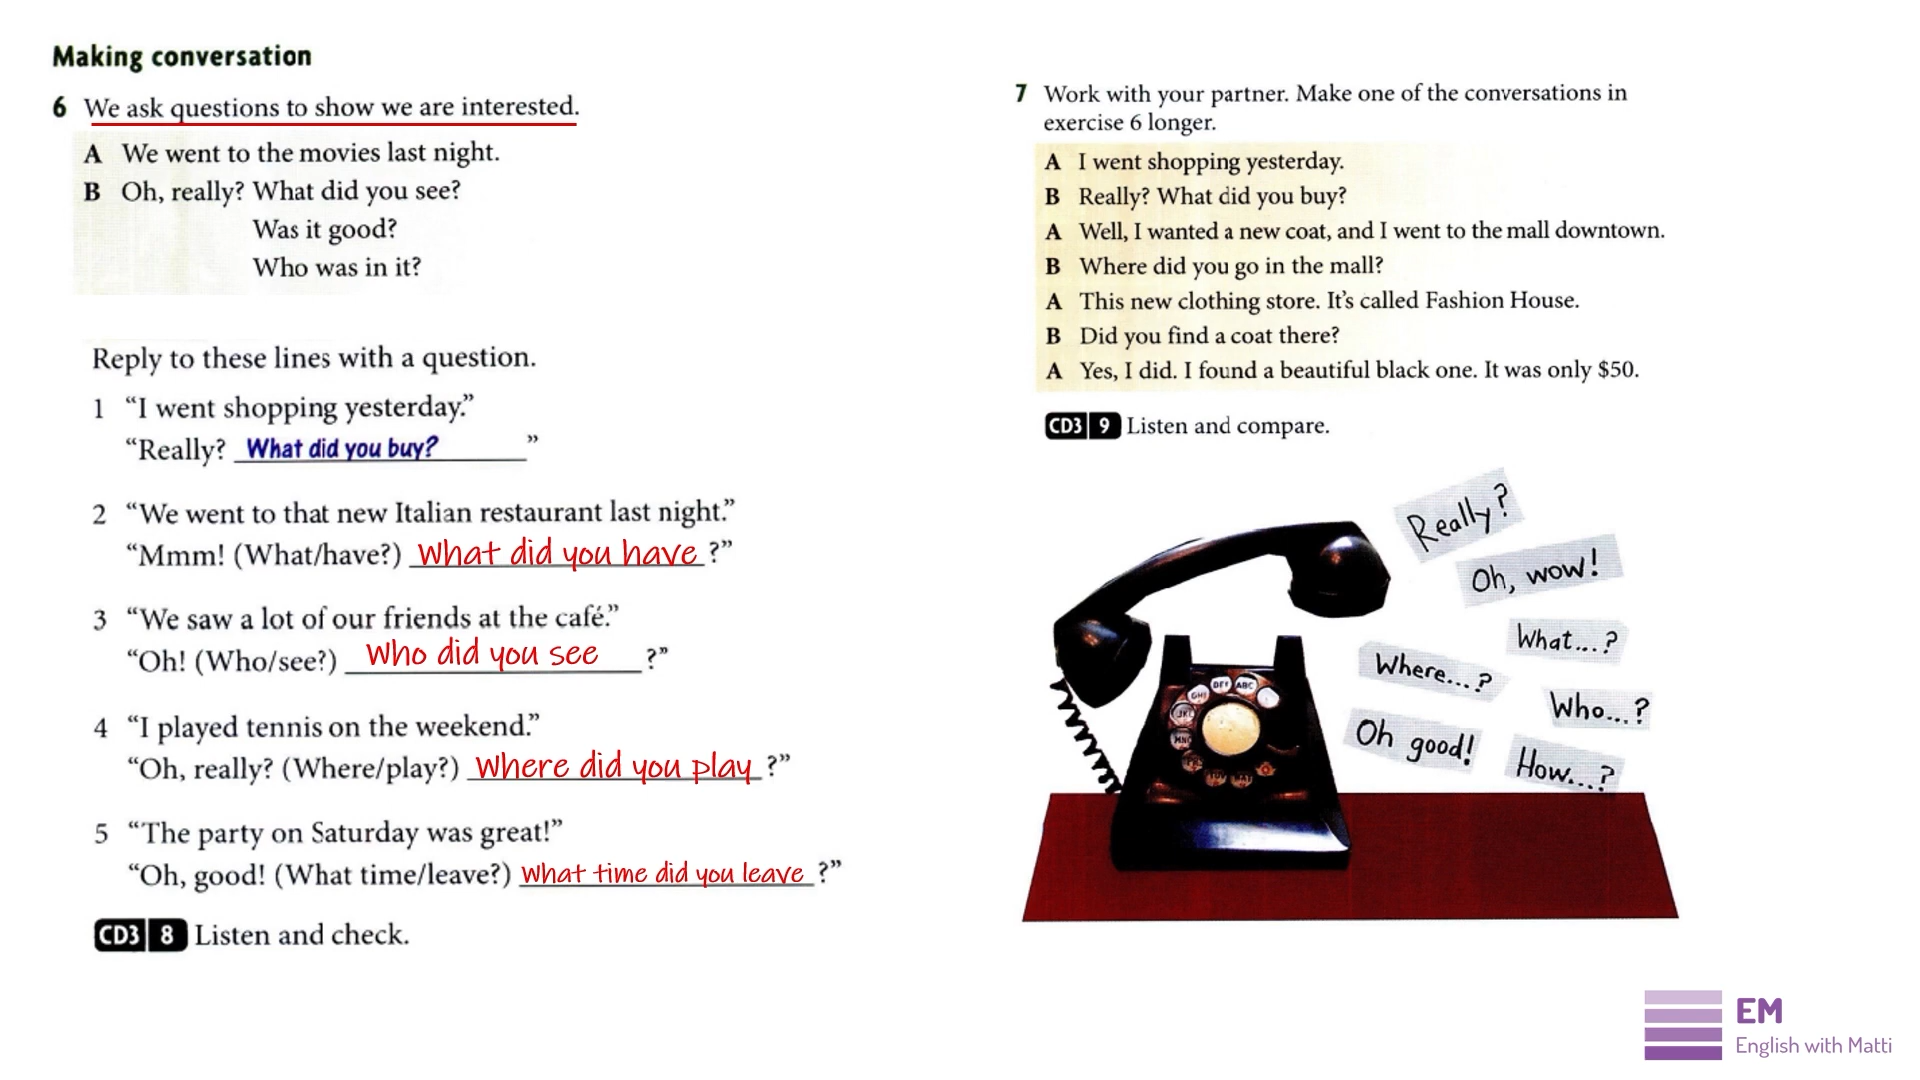 Making conversation
6 We ask questions to show we are interested.
A We went to the movies last night.
B Oh, really? What did you see?
Was it good?
Who was in it?
Reply to these lines with a question.
1 “I went shopping yesterday.”
“Really? What did you buy? ”
2 “We went to that new Italian restaurant last night.”
“Mmm! (What/have?) What did you have ?”
3 “We saw a lot of our friends at the café.”
“Oh! (Who/see?) Who did you see ?”
4 “I played tennis on the weekend.”
“Oh, really? (Where/play?) Where did you play ?”
5 “The party on Saturday was great!”
“Oh, good! (What time/leave?) What time did you leave ?”
CD3 8 Listen and check.
7 Work with your partner. Make one of the conversations in
exercise 6 longer.
A I went shopping yesterday.
B Really? What did you buy?
A Well, I wanted a new coat, and I went to the mall downtown.
B Where did you go in the mall?
A This new clothing store. It’s called Fashion House.
B Did you find a coat there?
A Yes, I did. I found a beautiful black one. It was only $50.
CD3 9 Listen and compare.
Really?
Oh, wow!
What...?
Where...?
Who...?
Oh good!
How...?
DEF ABC
GHI
JKL
EM
English with Matti